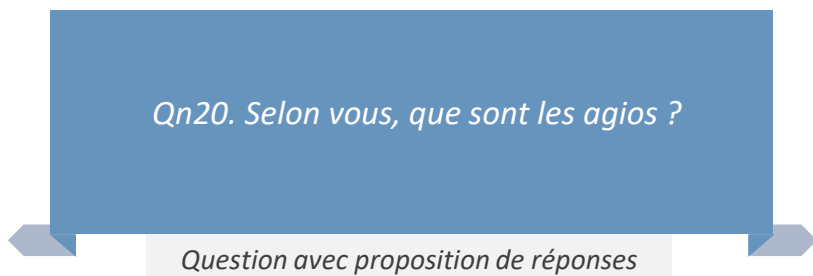 Qn20. Selon vous, que sont les agios ?
Question avec proposition de réponses